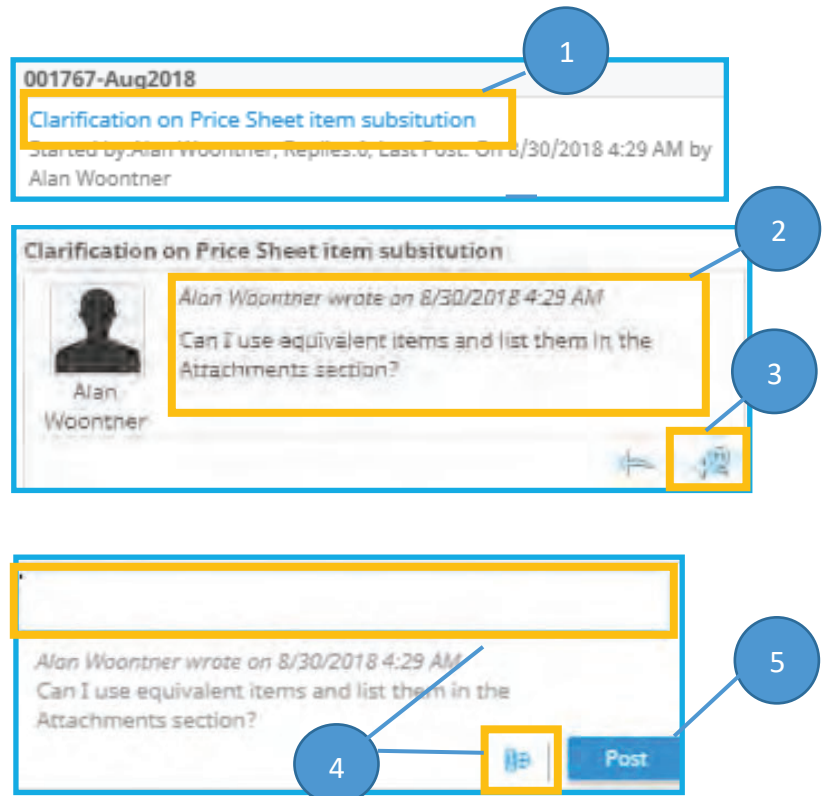 1
001767-Aug2018
Clarification on Price Sheet item subsitution
Started by:Alan Woontner, Replies:0, Last Post: On 8/30/2018 4:29 AM by
Alan Woontner
2
Clarification on Price Sheet item subsitution
Alan Woontner wrote on 8/30/2018 4:29 AM
Can I use equivalent items and list them in the
Attachments section?
Alan
Woontner
3
Alan Woontner wrote on 8/30/2018 4:29 AM
Can I use equivalent items and list them in the
Attachments section?
4
Post
5